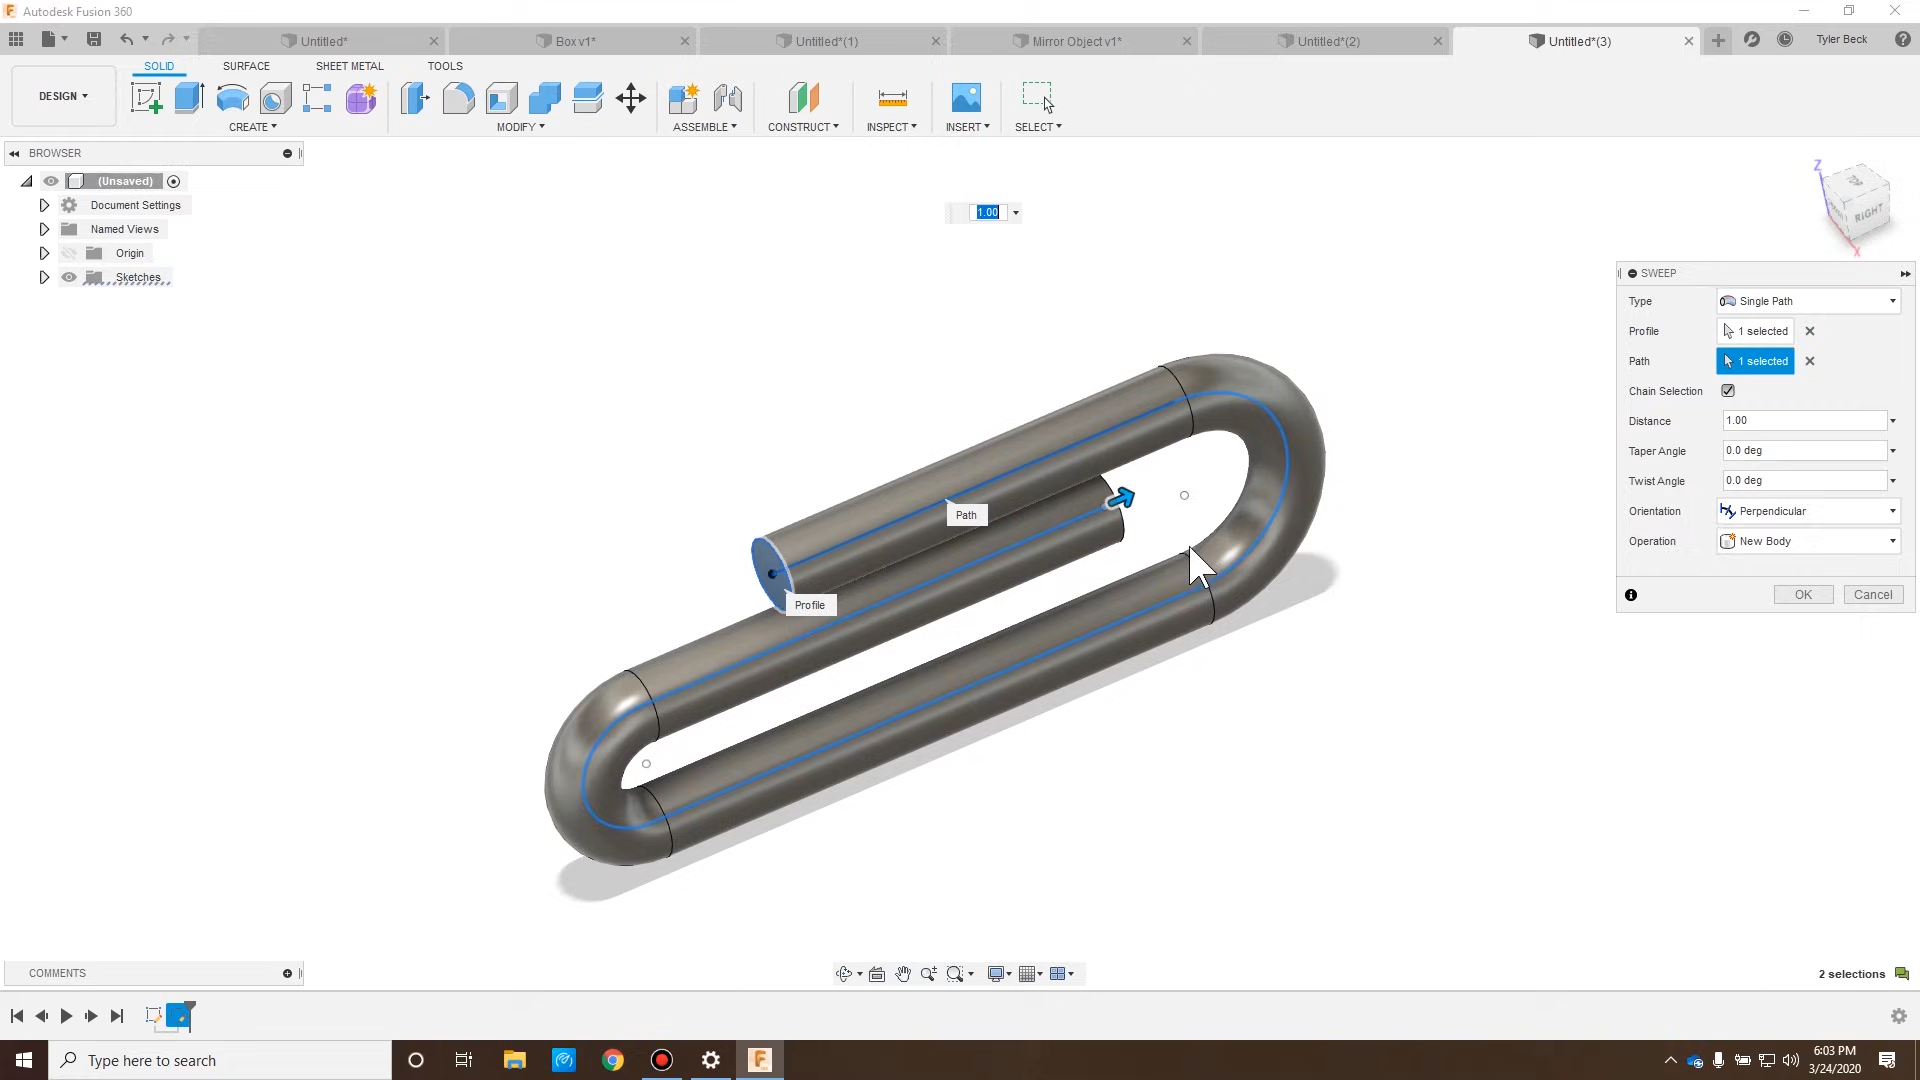 Autodesk Fusion 360
Untitled*
Box v1*
Untitled*(1)
Mirror Object v1*
Untitled*(2)
Untitled*(3)
Tyler Beck
SOLID
SURFACE
SHEET METAL
TOOLS
DESIGN
CREATE
MODIFY
ASSEMBLE
CONSTRUCT
INSPECT
INSERT
SELECT
BROWSER
(Unsaved)
Document Settings
Named Views
Origin
Sketches
1.00
Z
RIGHT
X
SWEEP
Type Single Path
Profile 1 selected
Path 1 selected
Chain Selection
Distance 1.00
Taper Angle 0.0 deg
Twist Angle 0.0 deg
Orientation Perpendicular
Operation New Body
OK Cancel
Path
Profile
COMMENTS
2 selections
Type here to search
6:03 PM
3/24/2020